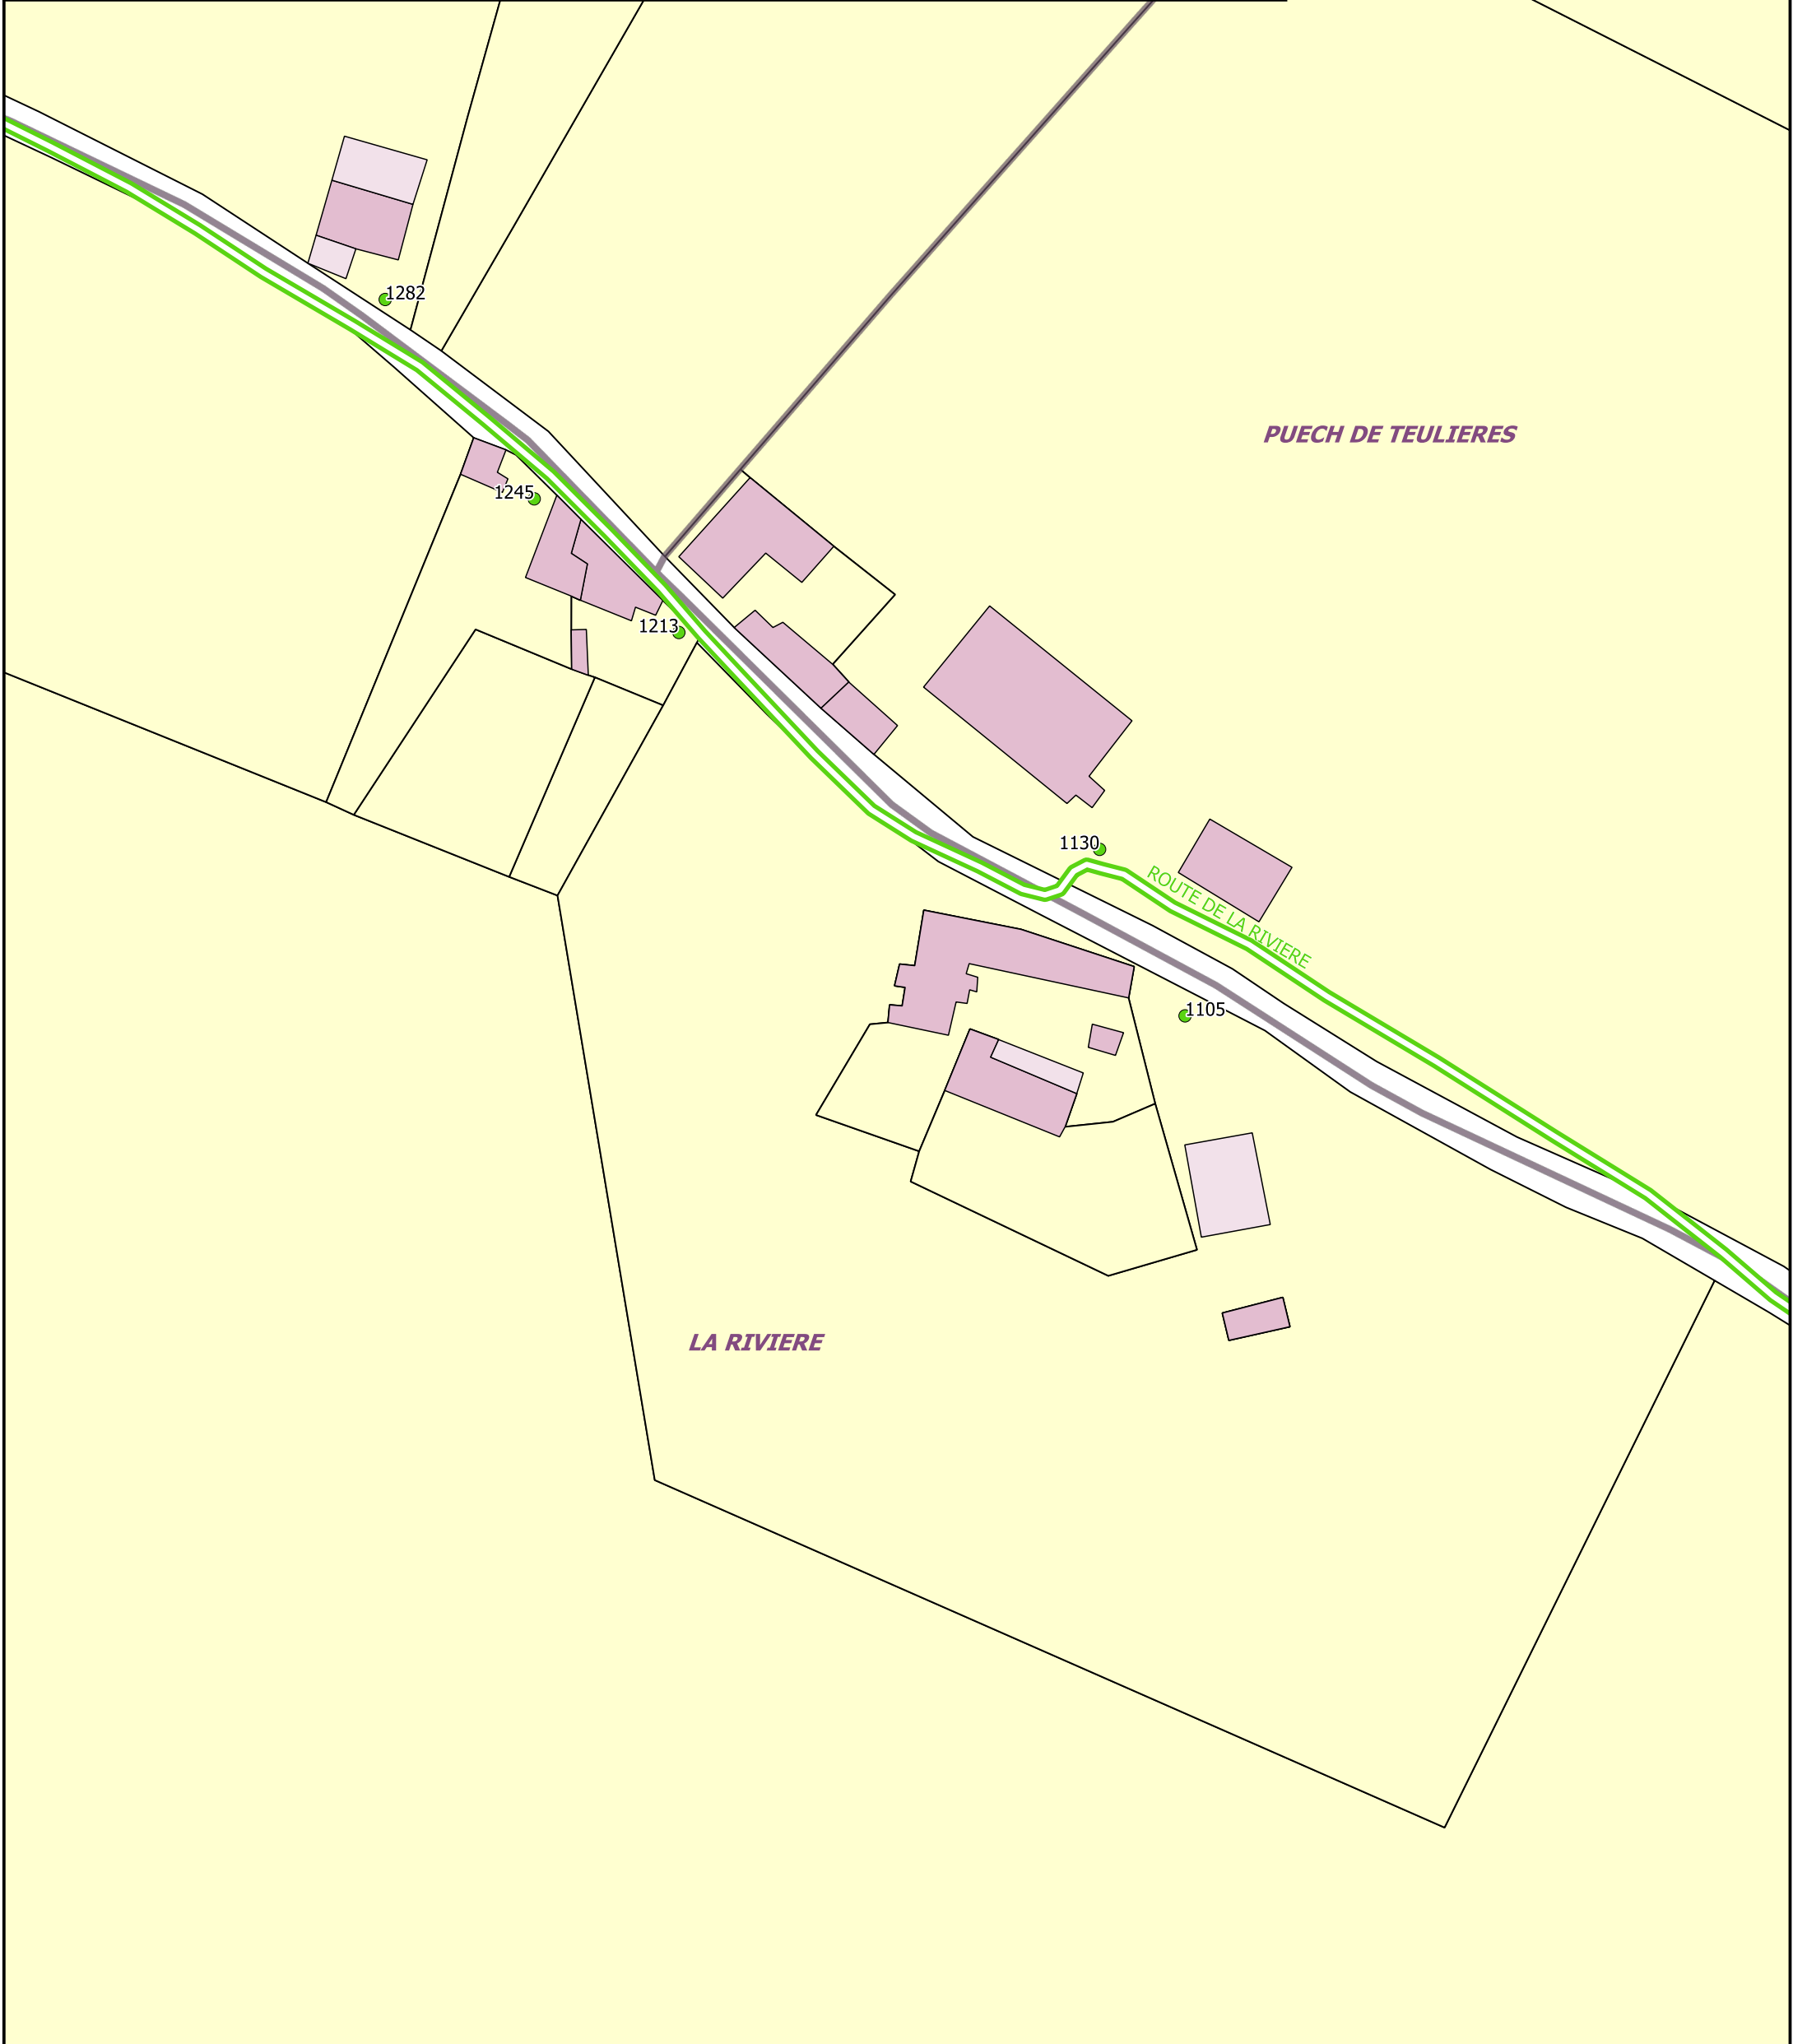 1282
PUECH DE TEULIERES
1245
1213
1130
ROUTE DE LA RIVIERE
1105
LA RIVIERE